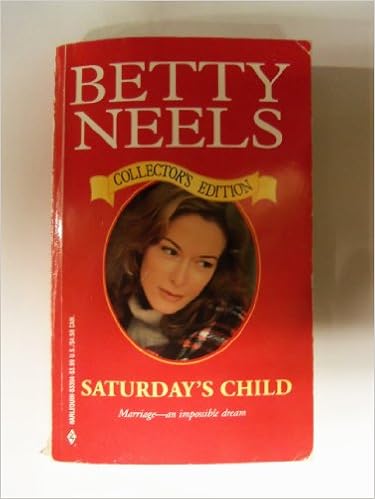 BETTY
NEELS
COLLECTOR'S EDITION
SATURDAY'S CHILD
Marriage—an impossible dream